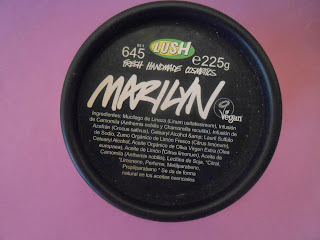 645
LUSH
e225g
FRESH HANDMADE COSMETICS
MARILYN
Vegan
Ingredientes: Mucílago de Linaza (Linum usitatissimum), Infusión
de Camomila (Anthemis nobilis y Chamomilla recutita), Infusión de
Azafrán (Crocus sativus), Cetearyl Alcohol & Lauril Sulfato
de Sodio, Zumo Orgánico de Limón Fresco (Citrus limonum),
Cetearyl Alcohol, Aceite Orgánico de Oliva Virgen Extra (Olea
europaea), Aceite de Limón (Citrus limonum), Aceite de
Camomila (Anthemis nobilis), Lecitina de Soja, *Citral,
*Limoneno, Perfume, Metilparabeno,
Propilparabeno * Se da de forma
natural en los aceites esenciales